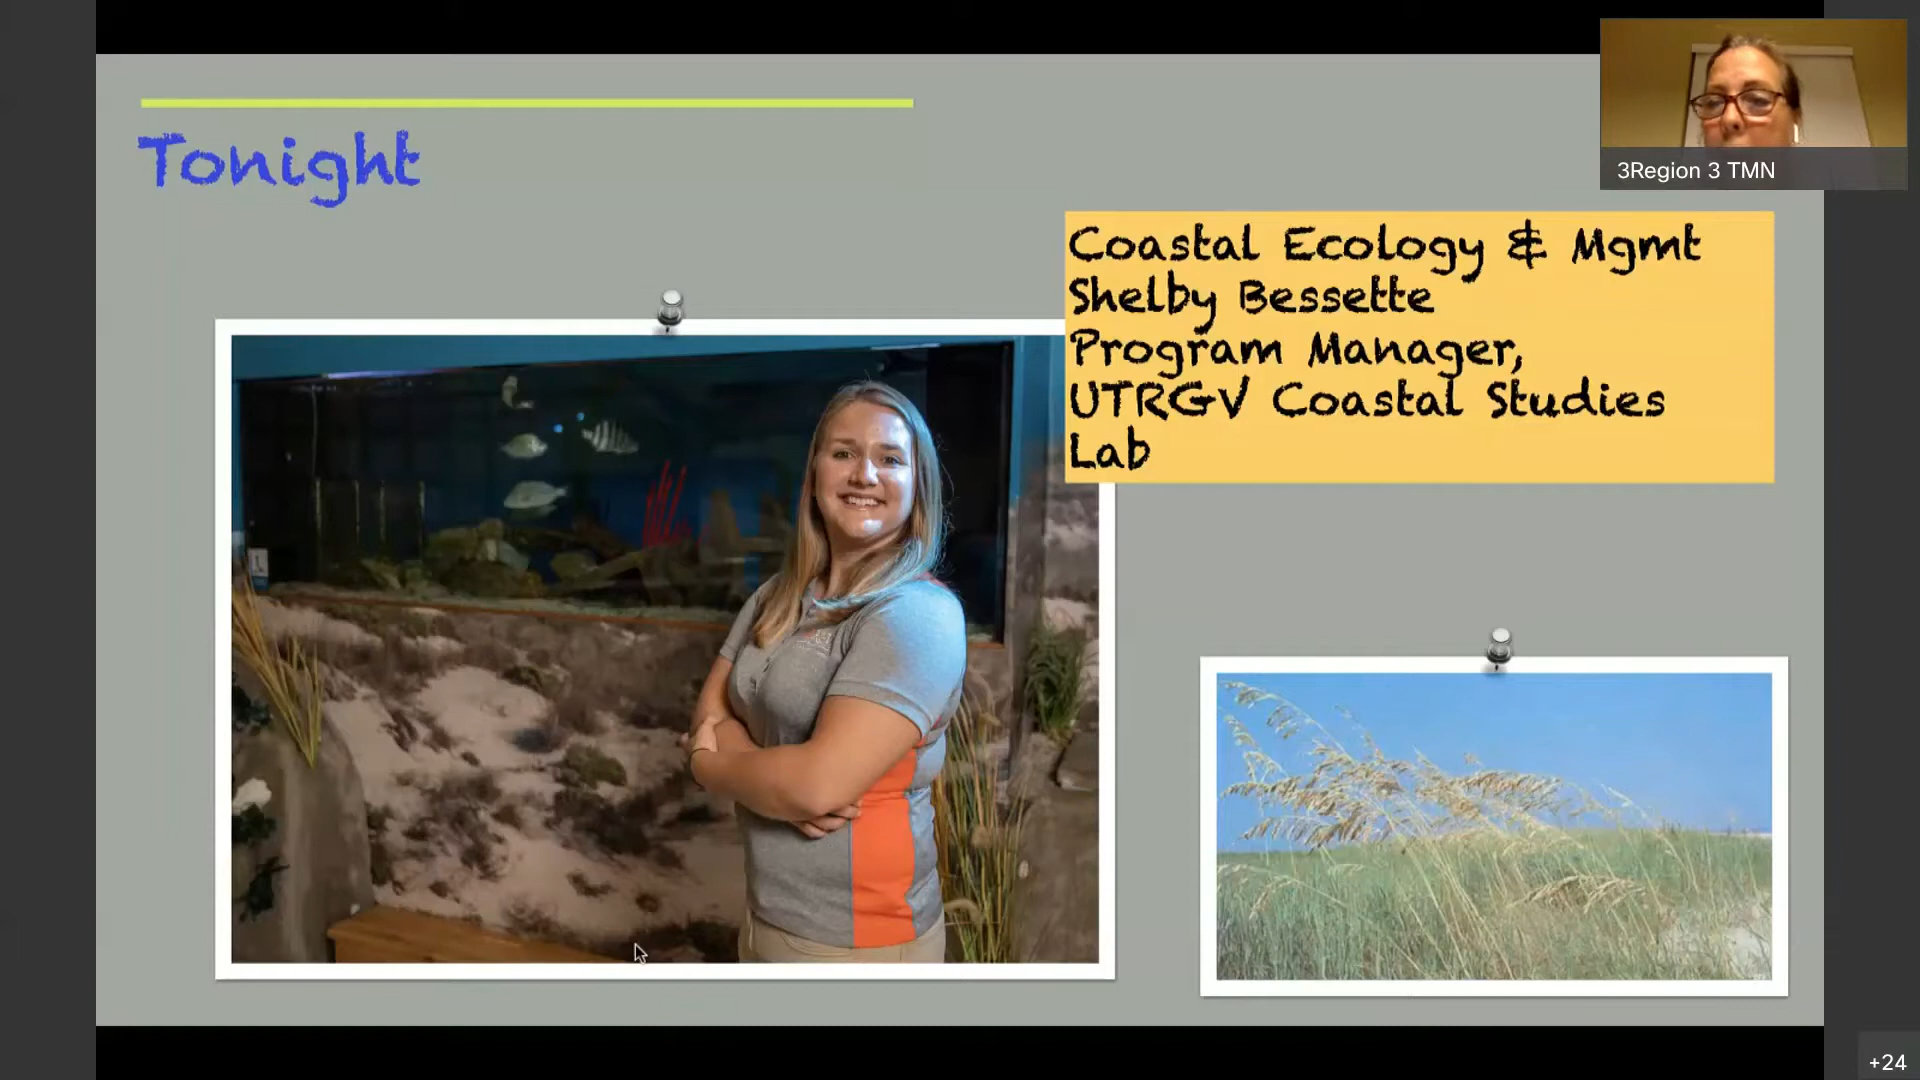 Tonight
3Region 3 TMN
Coastal Ecology & Mgmt
Shelby Bessette
Program Manager,
UTRGV Coastal Studies
Lab
+24